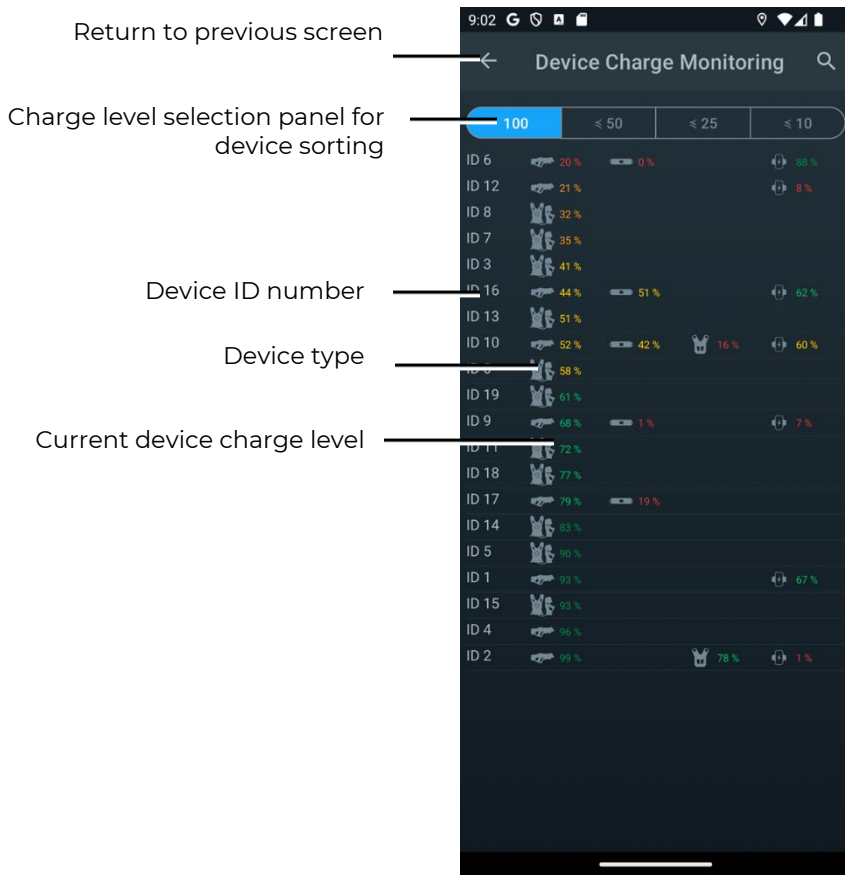 Return to previous screen
Charge level selection panel for
device sorting
Device ID number
Device type
Current device charge level
9:02 G A
Device Charge Monitoring
100 ⩽ 50 ⩽ 25 ⩽ 10
ID 6 20 % 0 % 88 %
ID 12 21 % 8 %
ID 8 32 %
ID 7 35 %
ID 3 41 %
ID 16 44 % 51 % 62 %
ID 13 51 %
ID 10 52 % 42 % 16 % 60 %
ID 58 %
ID 19 61 %
ID 9 68 % 1 % 7 %
ID 11 72 %
ID 18 77 %
ID 17 79 % 19 %
ID 14 83 %
ID 5 90 %
ID 1 93 % 67 %
ID 15 93 %
ID 4 96 %
ID 2 99 % 78 % 1 %